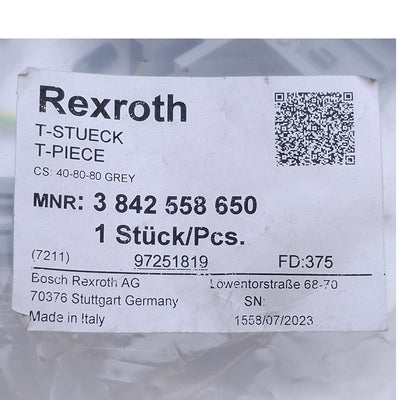 Rexroth
T-STUECK
T-PIECE
CS: 40-80-80 GREY
MNR: 3 842 558 650
1 Stück/Pcs.
(7211) 97251819 FD:375
Bosch Rexroth AG Löwentorstraße 68-70
70376 Stuttgart Germany SN:
Made in Italy 1558/07/2023